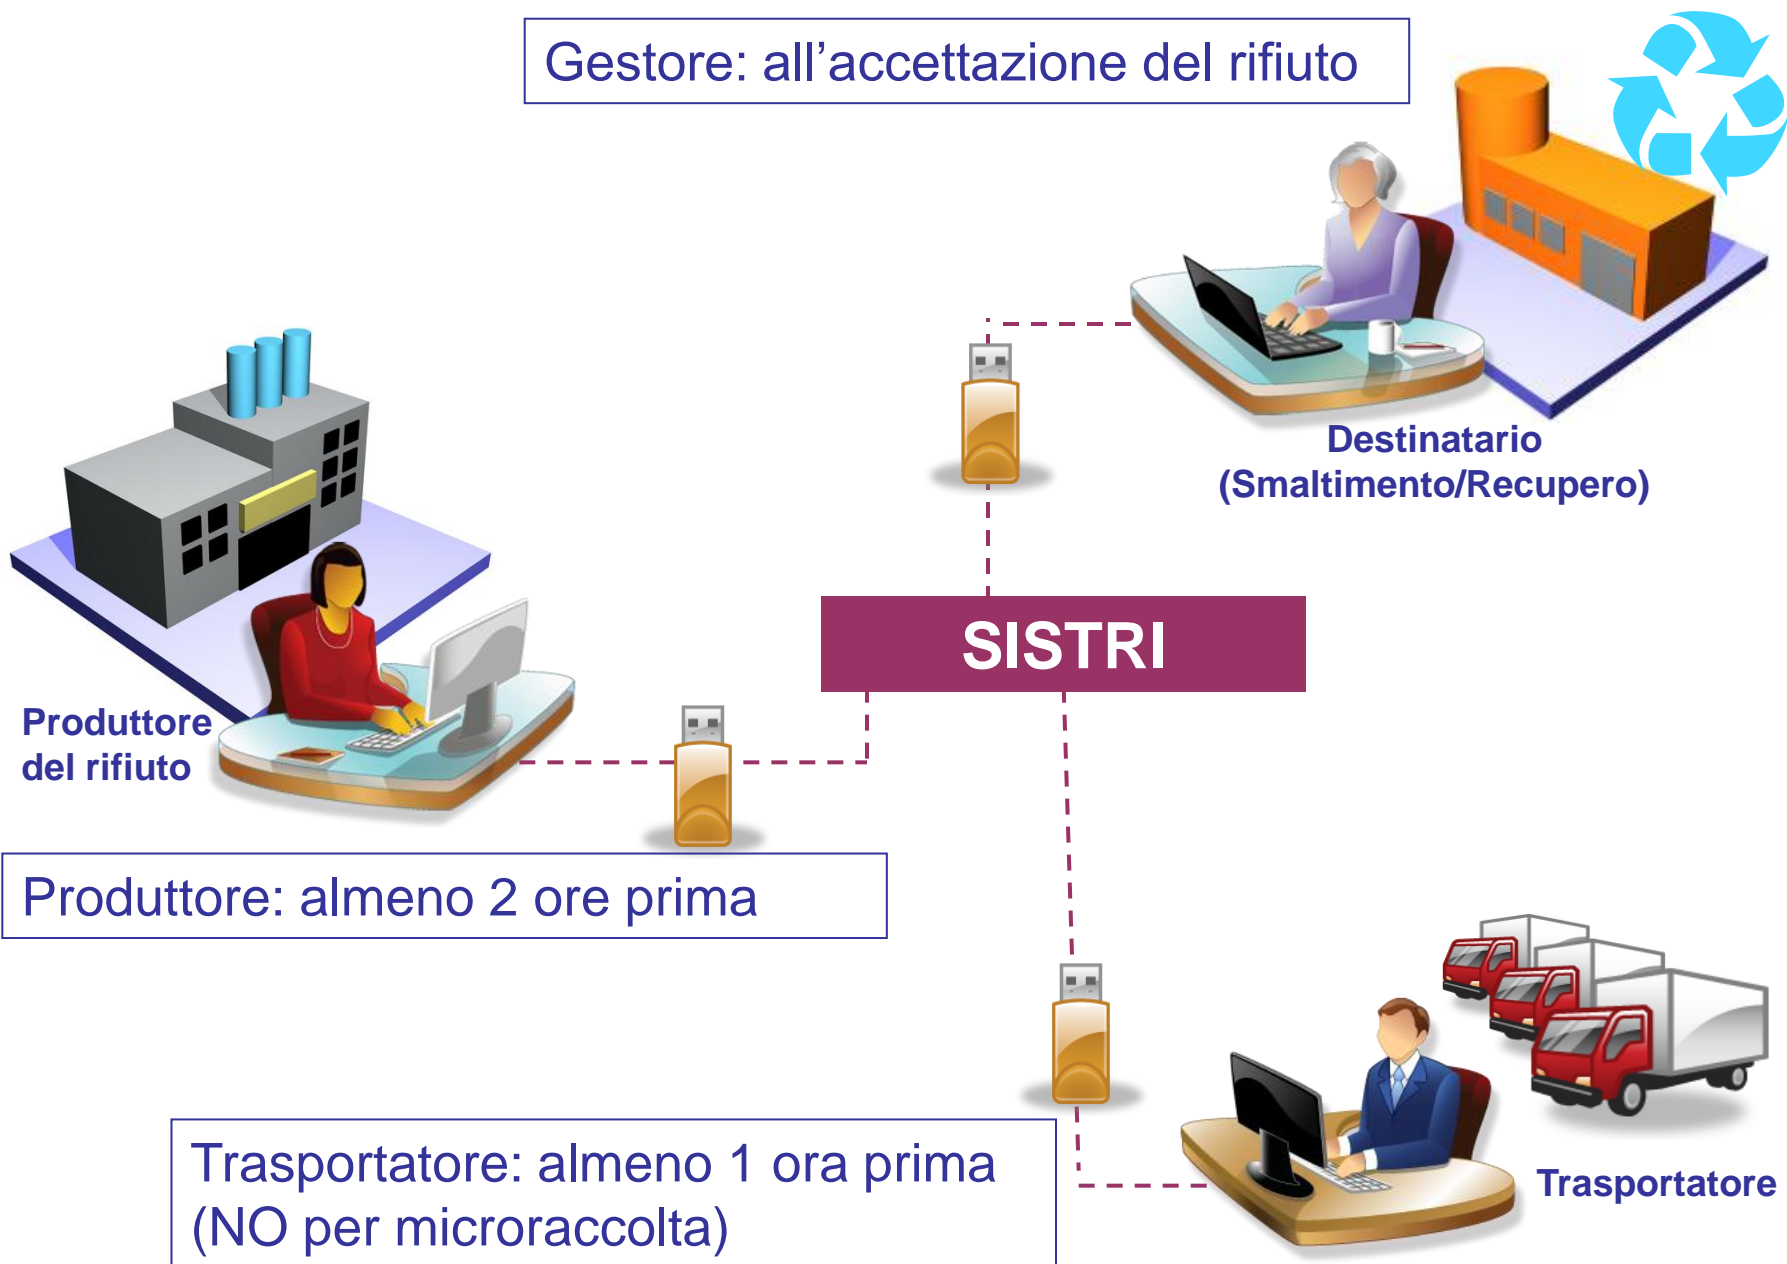 Gestore: all’accettazione del rifiuto
Destinatario
(Smaltimento/Recupero)
SISTRI
Produttore
del rifiuto
Produttore: almeno 2 ore prima
Trasportatore: almeno 1 ora prima
(NO per microraccolta)
Trasportatore